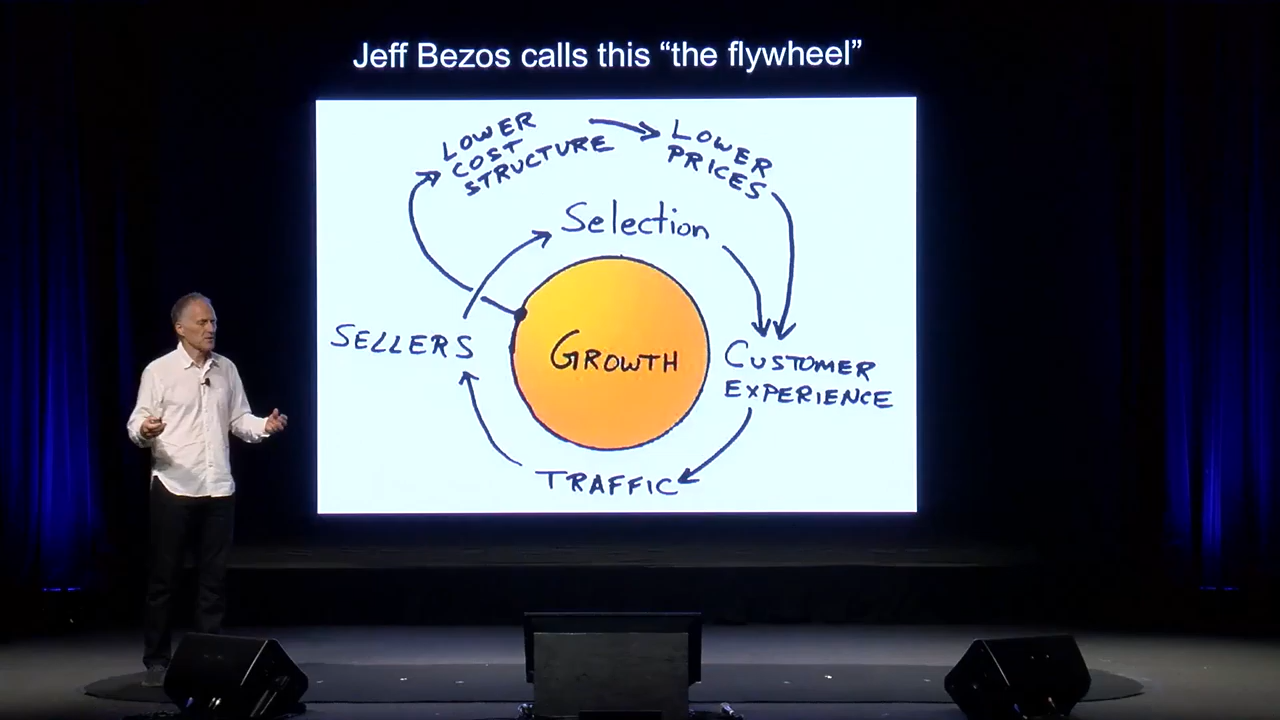 Jeff Bezos calls this “the flywheel”
LOWER
COST
STRUCTURE
LOWER
PRICES
Selection
SELLERS
GROWTH
CUSTOMER
EXPERIENCE
TRAFFIC